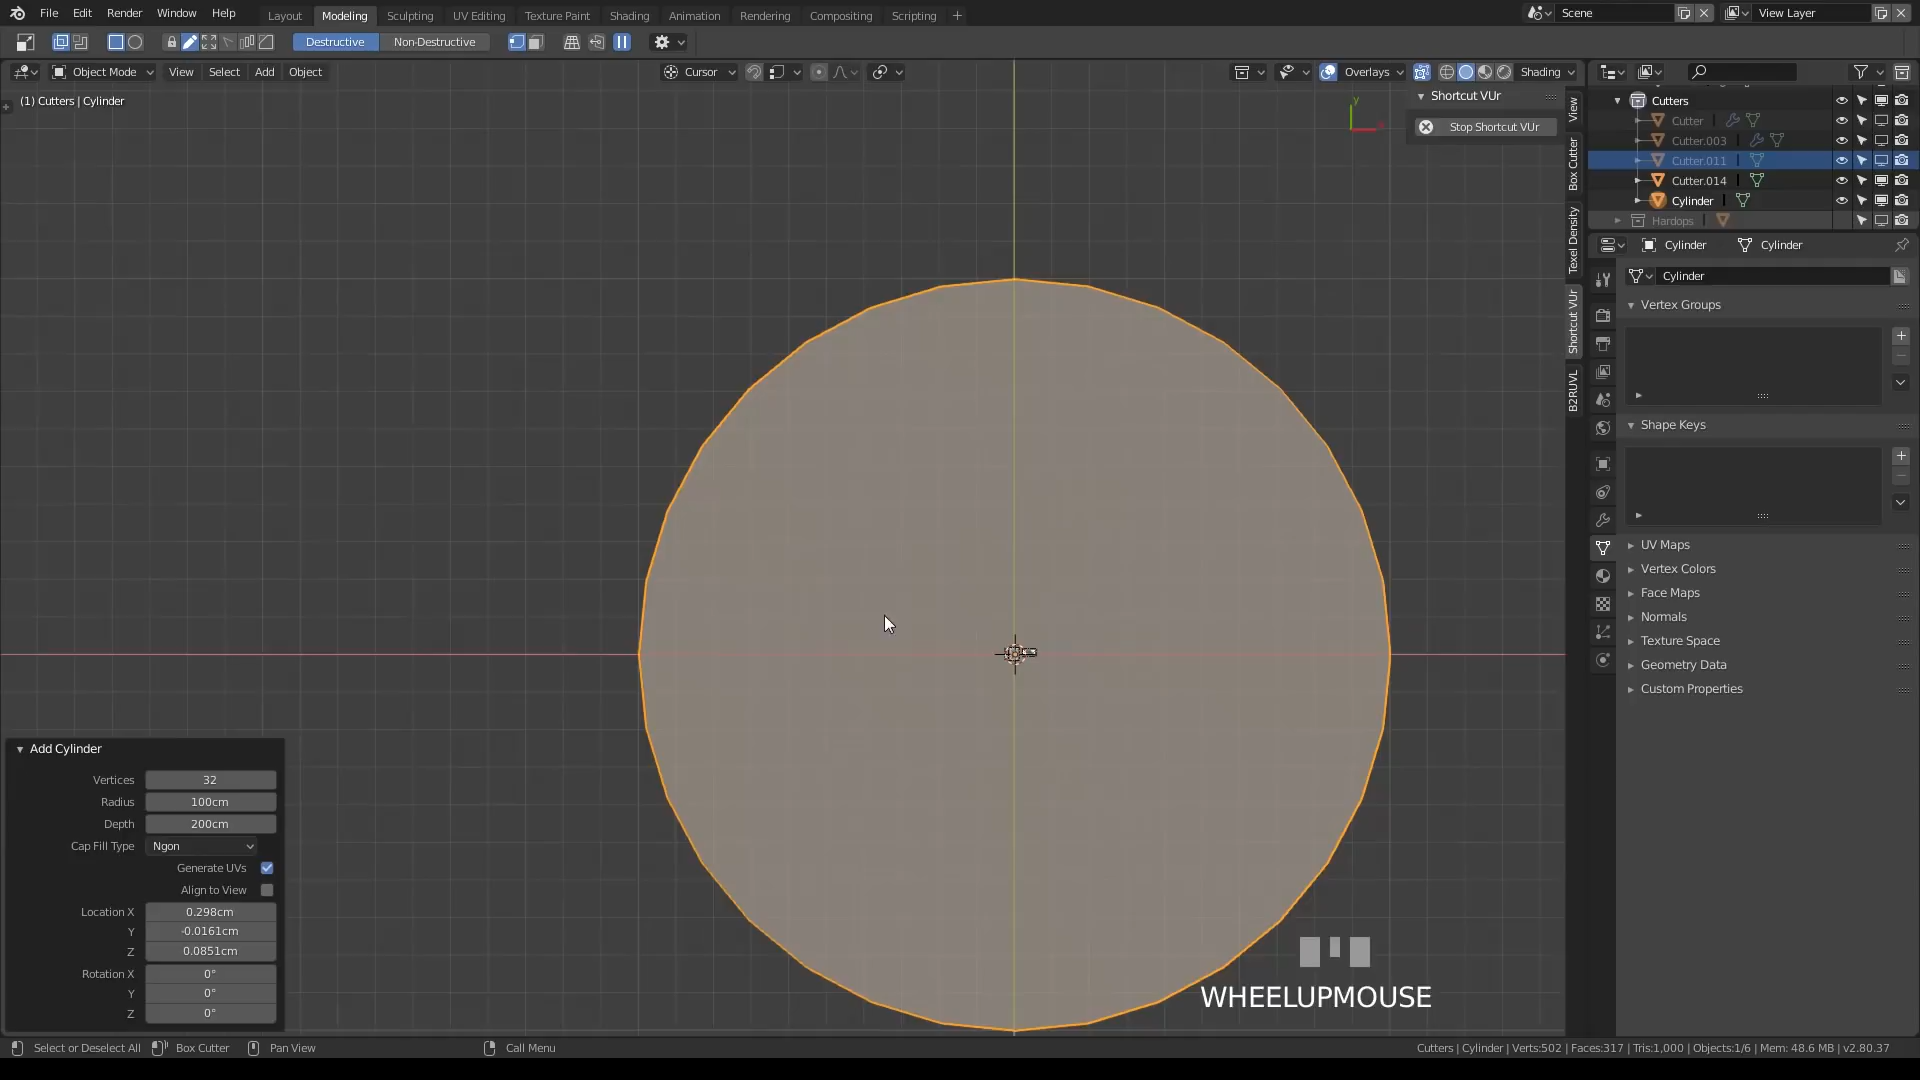 File Edit Render Window Help Layout Modeling Sculpting UV Editing Texture Paint Shading Animation Rendering Compositing Scripting + Scene View Layer
Destructive Non-Destructive
Object Mode View Select Add Object Cursor Overlays Shading
(1) Cutters | Cylinder
y
Shortcut VUr
Stop Shortcut VUr
View
Box Cutter
Texel Density
Shortcut VUr
B2RUVL
Cutters
Cutter
Cutter.003
Cutter.011
Cutter.014
Cylinder
Hardops
Cylinder Cylinder
Cylinder
Vertex Groups
Shape Keys
UV Maps
Vertex Colors
Face Maps
Normals
Texture Space
Geometry Data
Custom Properties
Add Cylinder
Vertices 32
Radius 100cm
Depth 200cm
Cap Fill Type Ngon
Generate UVs
Align to View
Location X 0.298cm
Y -0.0161cm
Z 0.0851cm
Rotation X 0°
Y 0°
Z 0°
WHEELUPMOUSE
Select or Deselect All Box Cutter Pan View Call Menu Cutters | Cylinder | Verts:502 | Faces:317 | Tris:1,000 | Objects:1/6 | Mem: 48.6 MB | v2.80.37